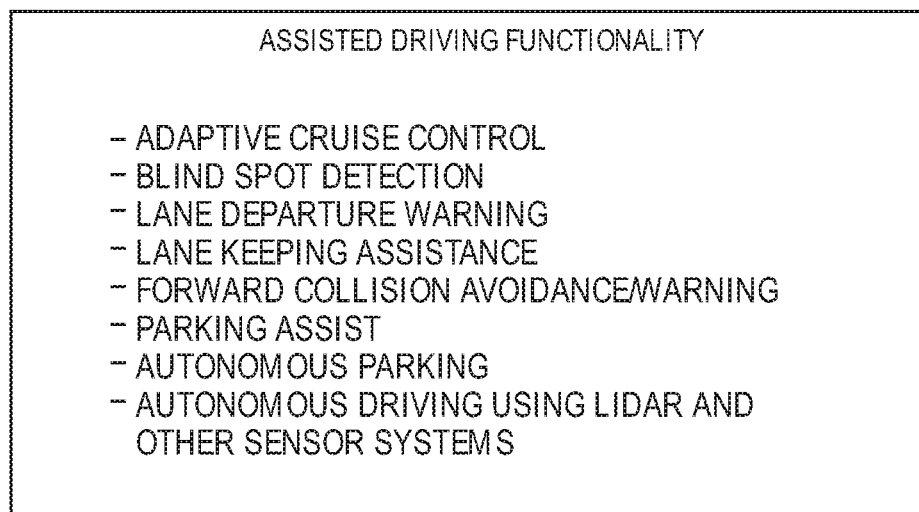 ASSISTED DRIVING FUNCTIONALITY
– ADAPTIVE CRUISE CONTROL
– BLIND SPOT DETECTION
– LANE DEPARTURE WARNING
– LANE KEEPING ASSISTANCE
– FORWARD COLLISION AVOIDANCE/WARNING
– PARKING ASSIST
– AUTONOMOUS PARKING
– AUTONOMOUS DRIVING USING LIDAR AND
OTHER SENSOR SYSTEMS